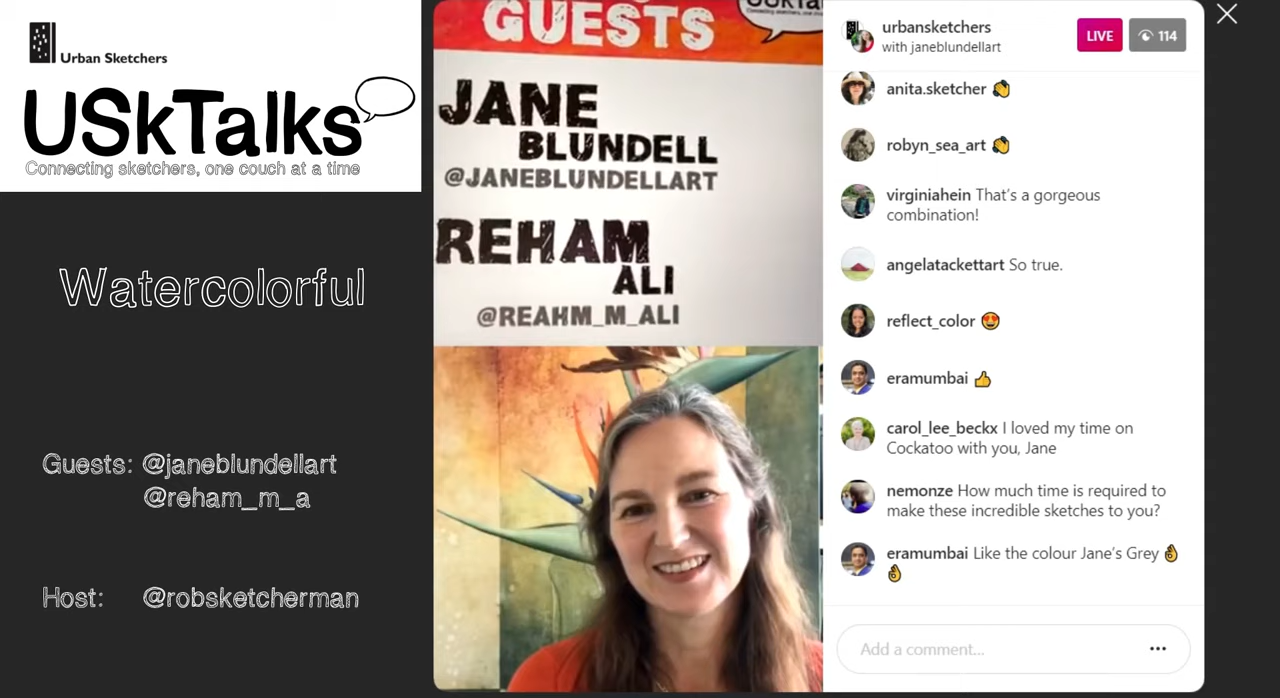 Urban Sketchers
USkTalks
Connecting sketchers, one couch at a time
Watercolorful
Guests: @janeblundellart
@reham_m_a
Host: @robsketcherman
GUESTS
JANE
BLUNDELL
@JANEBLUNDELLART
REHAM
ALI
@REAHM_M_ALI
urbansketchers
with janeblundellart
LIVE
114
anita.sketcher 👏
robyn_sea_art 👏
virginiahein That's a gorgeous
combination!
angelatackettart So true.
reflect_color 😍
eramumbai 👍
carol_lee_beckx I loved my time on
Cockatoo with you, Jane
nemonze How much time is required to
make these incredible sketches to you?
eramumbai Like the colour Jane's Grey 👌
👌
Add a comment...